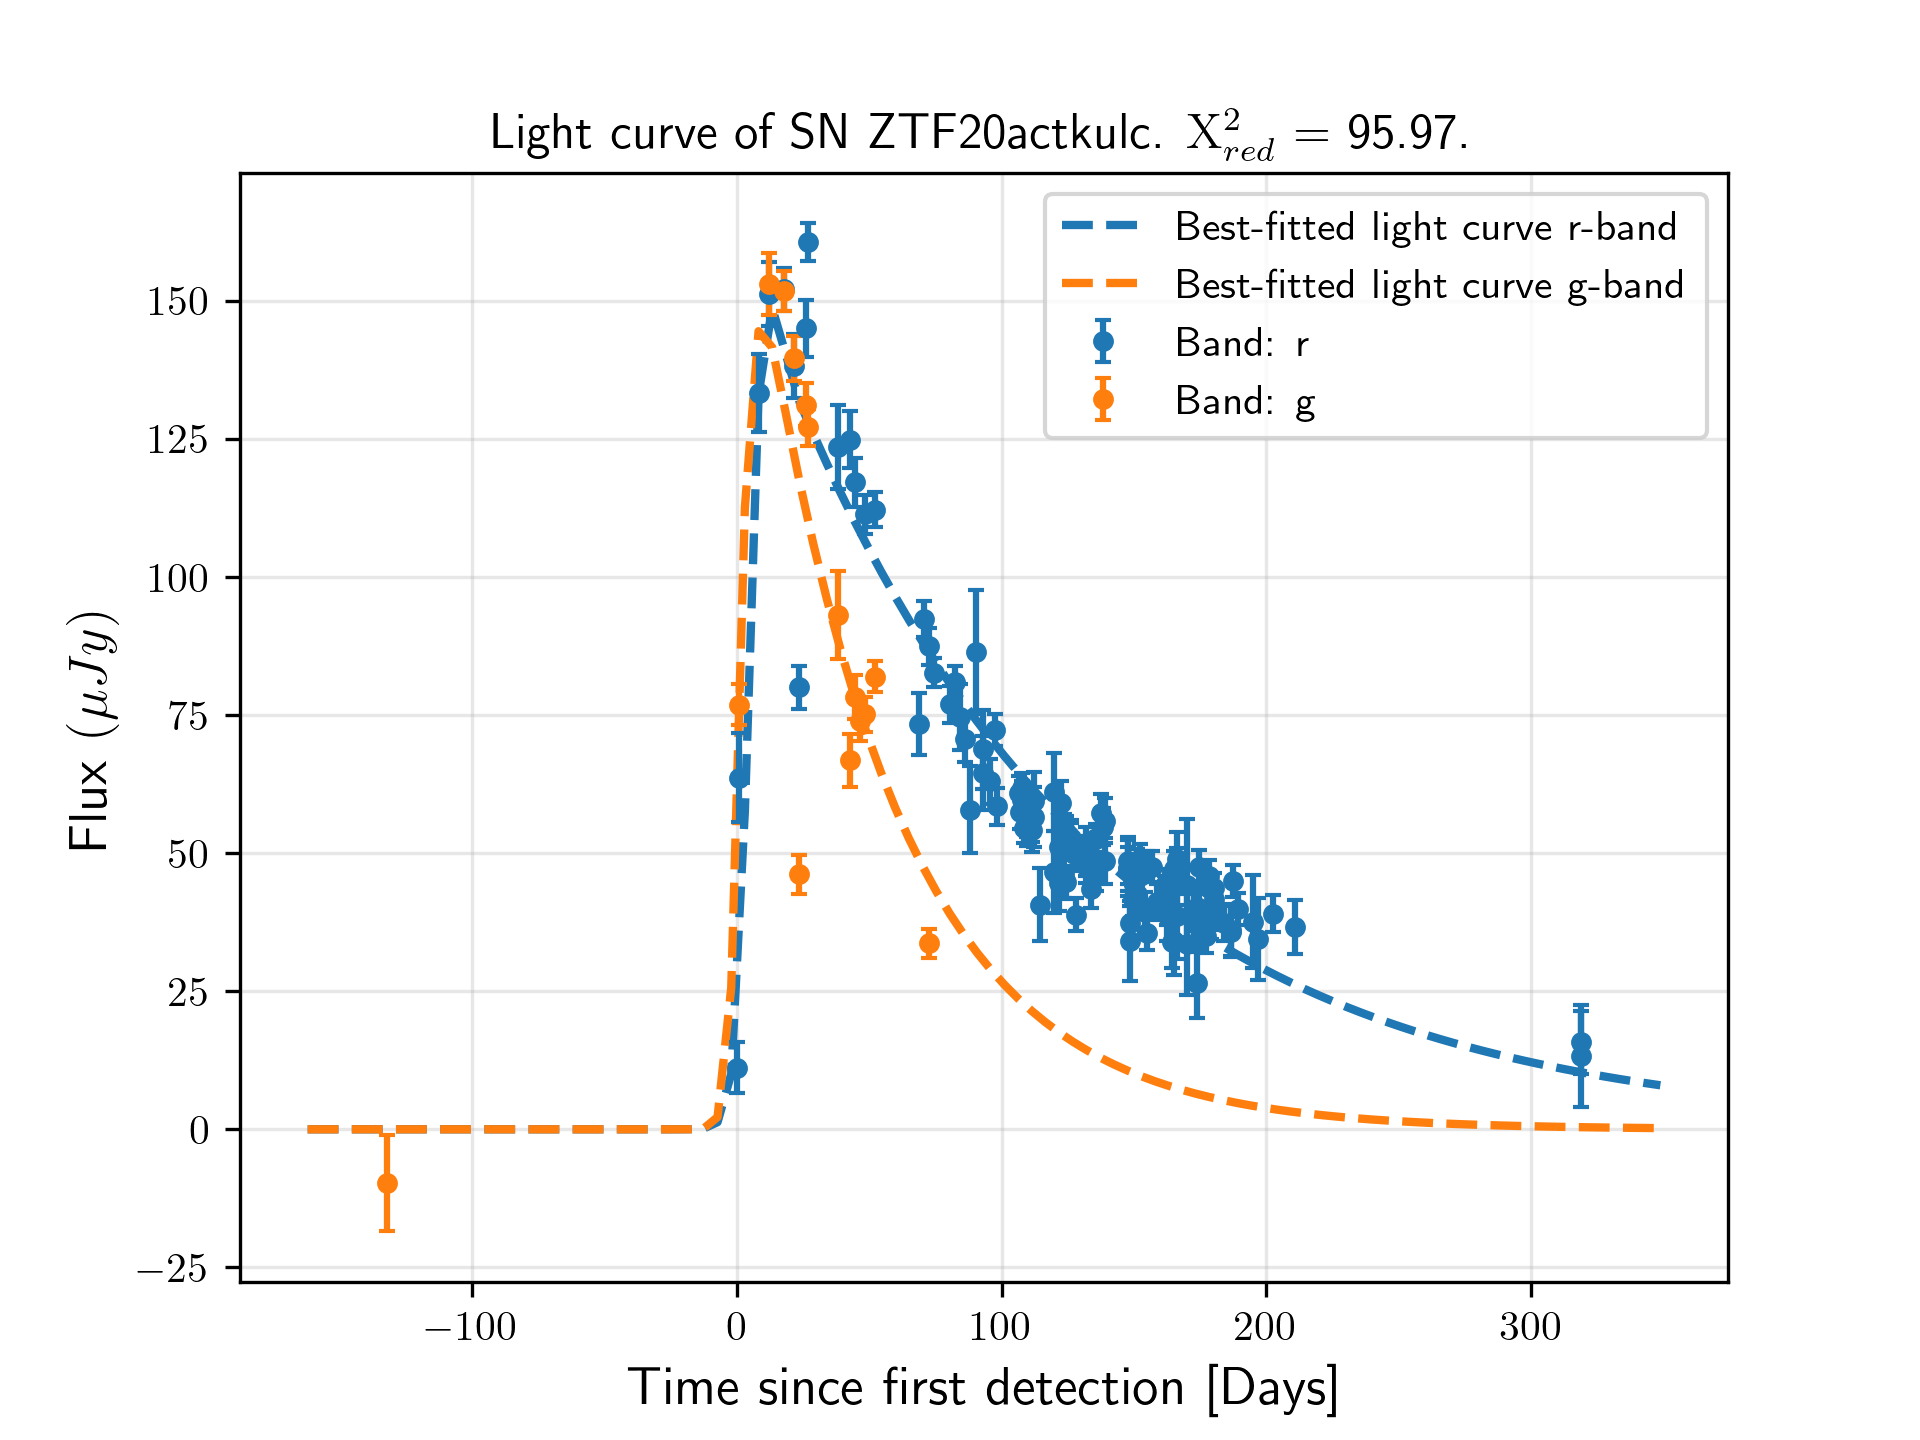 Light curve of SN ZTF20actkulc. X²_red = 95.97.
Best-fitted light curve r-band
Best-fitted light curve g-band
Band: r
Band: g
150
125
100
75
50
25
0
−25
Flux (μJy)
−100 0 100 200 300
Time since first detection [Days]